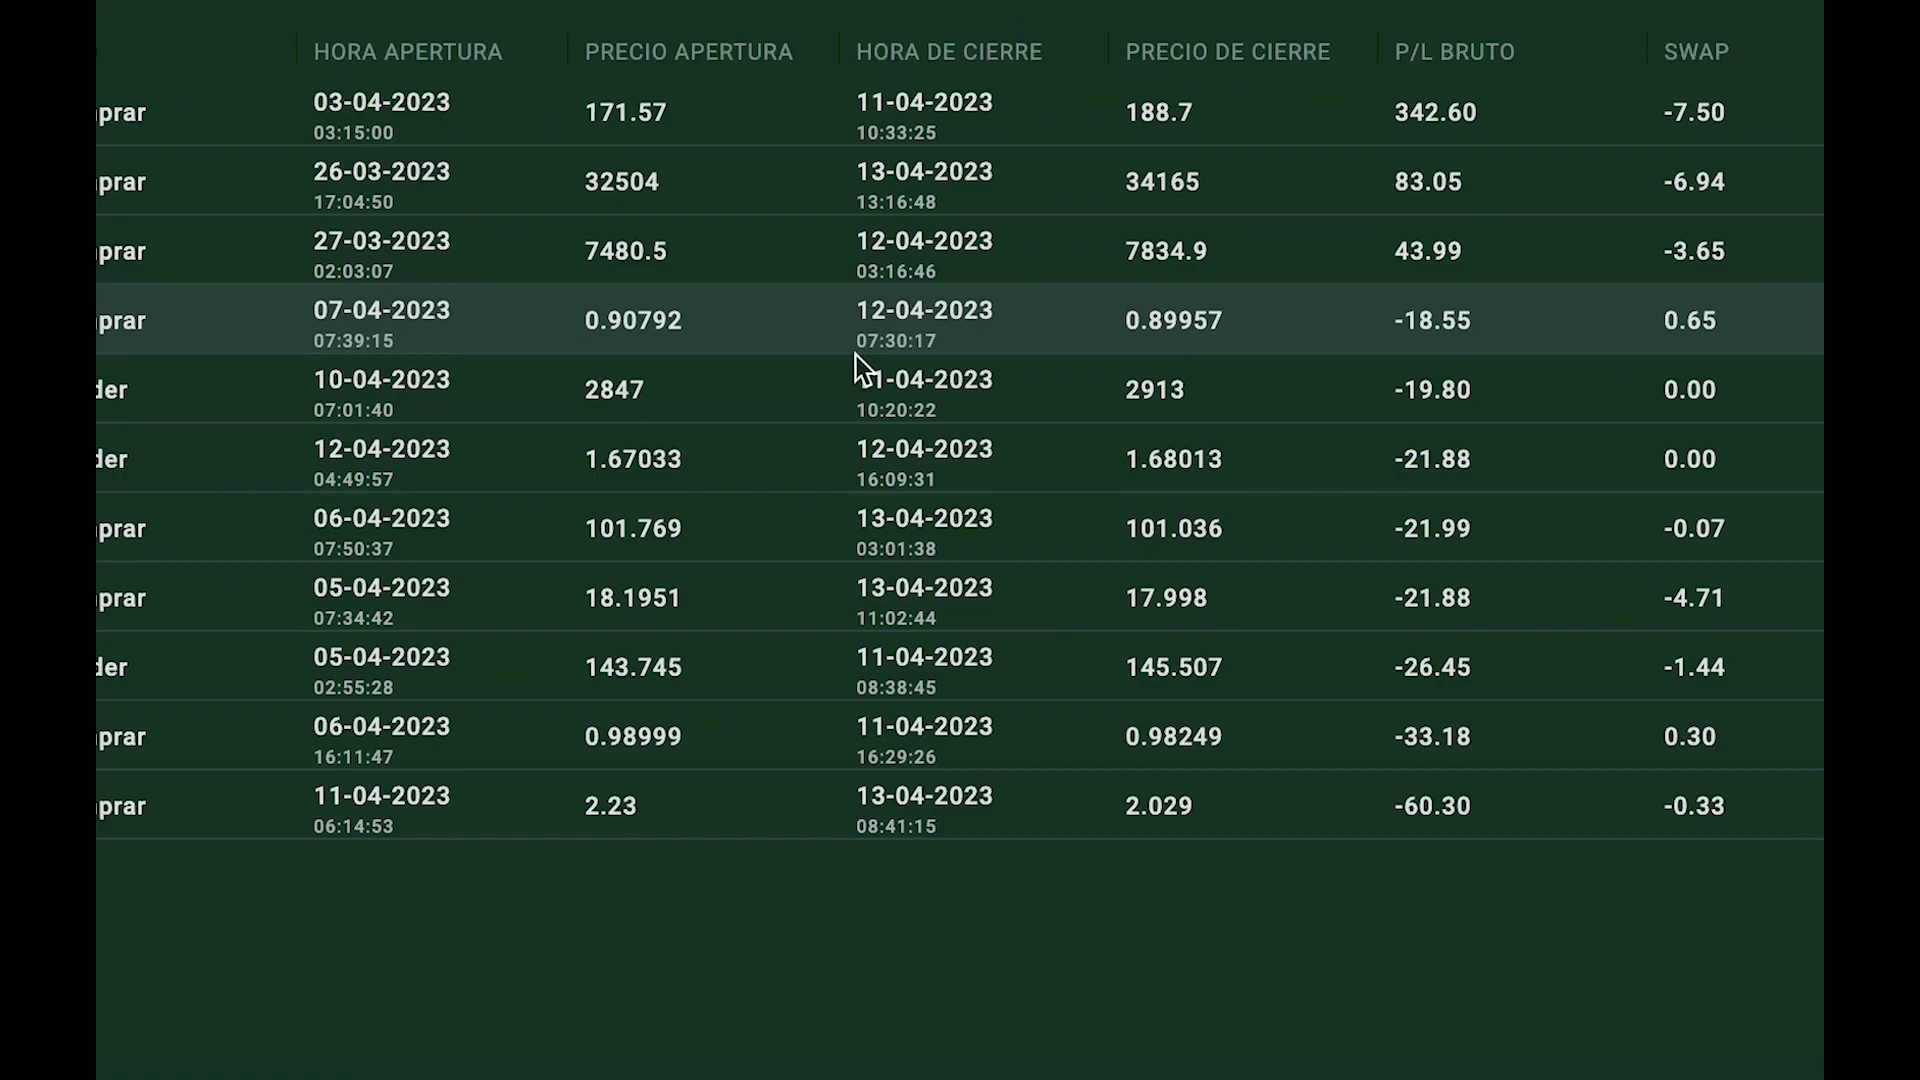 HORA APERTURA PRECIO APERTURA HORA DE CIERRE PRECIO DE CIERRE P/L BRUTO SWAP
prar 03-04-2023 171.57 11-04-2023 188.7 342.60 -7.50
03:15:00 10:33:25
prar 26-03-2023 32504 13-04-2023 34165 83.05 -6.94
17:04:50 13:16:48
prar 27-03-2023 7480.5 12-04-2023 7834.9 43.99 -3.65
02:03:07 03:16:46
prar 07-04-2023 0.90792 12-04-2023 0.89957 -18.55 0.65
07:39:15 07:30:17
der 10-04-2023 2847 11-04-2023 2913 -19.80 0.00
07:01:40 10:20:22
der 12-04-2023 1.67033 12-04-2023 1.68013 -21.88 0.00
04:49:57 16:09:31
prar 06-04-2023 101.769 13-04-2023 101.036 -21.99 -0.07
07:50:37 03:01:38
prar 05-04-2023 18.1951 13-04-2023 17.998 -21.88 -4.71
07:34:42 11:02:44
der 05-04-2023 143.745 11-04-2023 145.507 -26.45 -1.44
02:55:28 08:38:45
prar 06-04-2023 0.98999 11-04-2023 0.98249 -33.18 0.30
16:11:47 16:29:26
prar 11-04-2023 2.23 13-04-2023 2.029 -60.30 -0.33
06:14:53 08:41:15